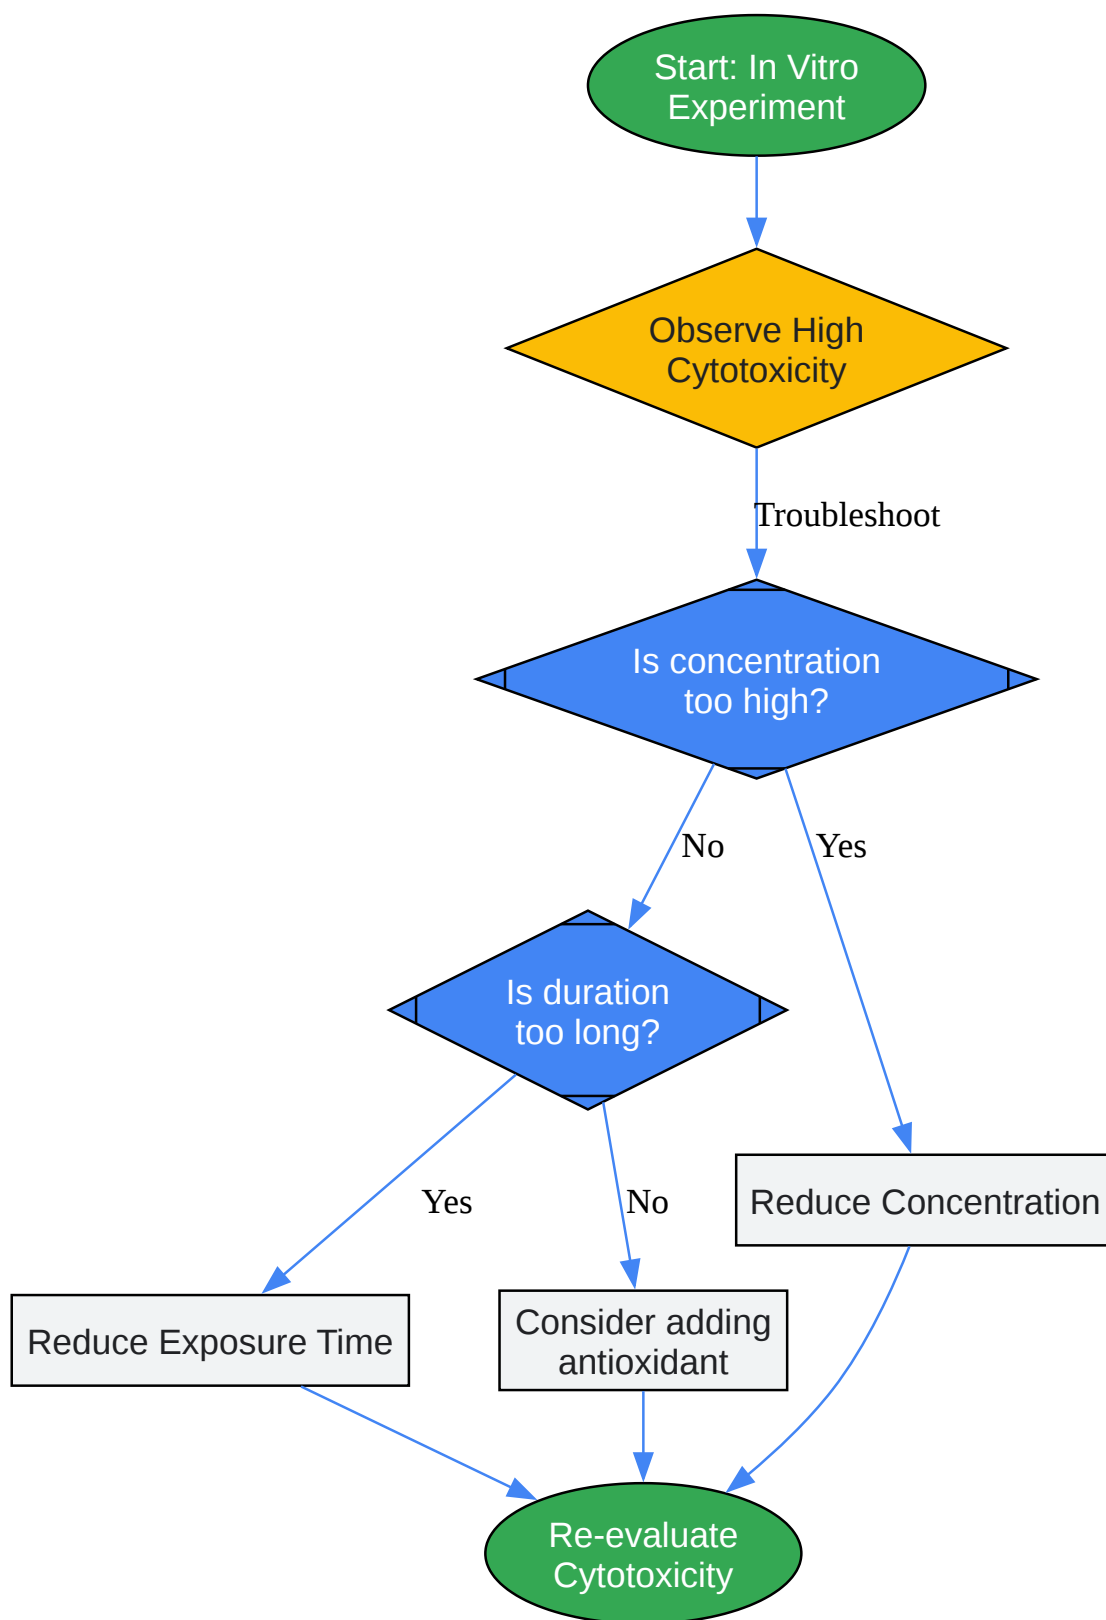 Start: In Vitro
Experiment
Observe High
Cytotoxicity
Troubleshoot
Is concentration
too high?
No
Yes
Is duration
too long?
Yes
No
Reduce Concentration
Reduce Exposure Time
Consider adding
antioxidant
Re-evaluate
Cytotoxicity